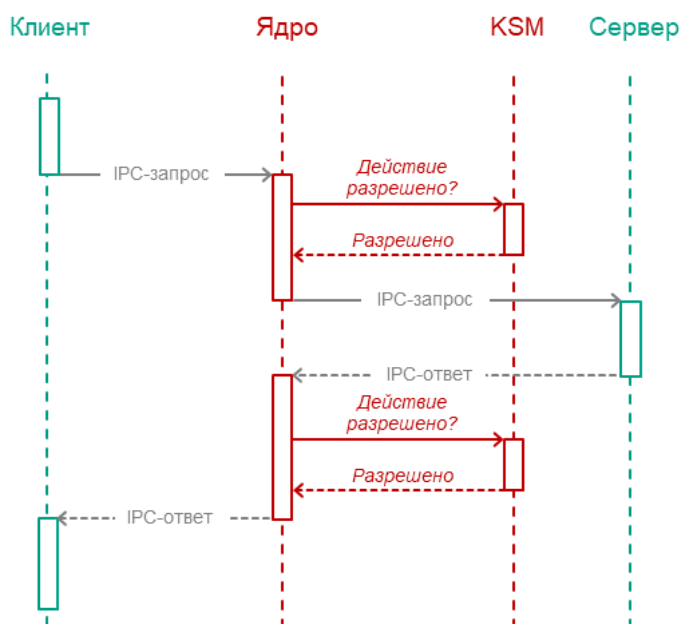 Клиент
Ядро
KSM
Сервер
IPC-запрос
Действие
разрешено?
Разрешено
IPC-запрос
IPC-ответ
Действие
разрешено?
Разрешено
IPC-ответ